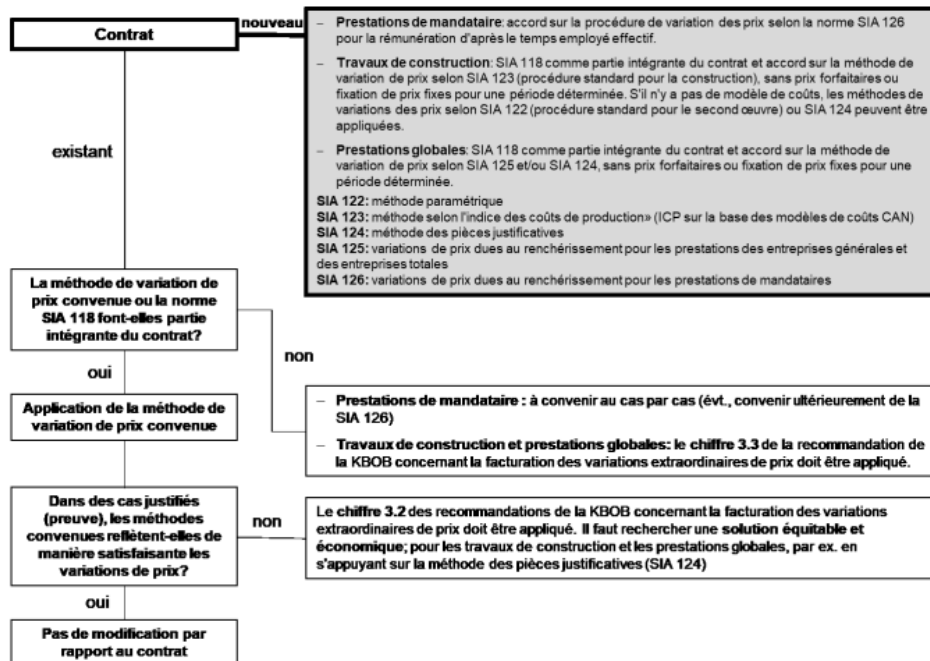 Contrat
nouveau
– Prestations de mandataire: accord sur la procédure de variation des prix selon la norme SIA 126
pour la rémunération d'après le temps employé effectif.
– Travaux de construction: SIA 118 comme partie intégrante du contrat et accord sur la méthode de
variation de prix selon SIA 123 (procédure standard pour la construction), sans prix forfaitaires ou
fixation de prix fixes pour une période déterminée. S'il n'y a pas de modèle de coûts, les méthodes de
variations des prix selon SIA 122 (procédure standard pour le second œuvre) ou SIA 124 peuvent être
appliquées.
– Prestations globales: SIA 118 comme partie intégrante du contrat et accord sur la méthode de
variation de prix selon SIA 125 et/ou SIA 124, sans prix forfaitaires ou fixation de prix fixes pour une
période déterminée.
SIA 122: méthode paramétrique
SIA 123: méthode selon l'indice des coûts de production» (ICP sur la base des modèles de coûts CAN)
SIA 124: méthode des pièces justificatives
SIA 125: variations de prix dues au renchérissement pour les prestations des entreprises générales et
des entreprises totales
SIA 126: variations de prix dues au renchérissement pour les prestations de mandataires
existant
La méthode de variation de
prix convenue ou la norme
SIA 118 font-elles partie
intégrante du contrat?
non
– Prestations de mandataire : à convenir au cas par cas (évt., convenir ultérieurement de la
SIA 126)
– Travaux de construction et prestations globales: le chiffre 3.3 de la recommandation de
la KBOB concernant la facturation des variations extraordinaires de prix doit être appliqué.
oui
Application de la méthode de
variation de prix convenue
Dans des cas justifiés
(preuve), les méthodes
convenues reflètent-elles de
manière satisfaisante les
variations de prix?
non
Le chiffre 3.2 des recommandations de la KBOB concernant la facturation des variations
extraordinaires de prix doit être appliqué. Il faut rechercher une solution équitable et
économique; pour les travaux de construction et les prestations globales, par ex. en
s'appuyant sur la méthode des pièces justificatives (SIA 124)
oui
Pas de modification par
rapport au contrat